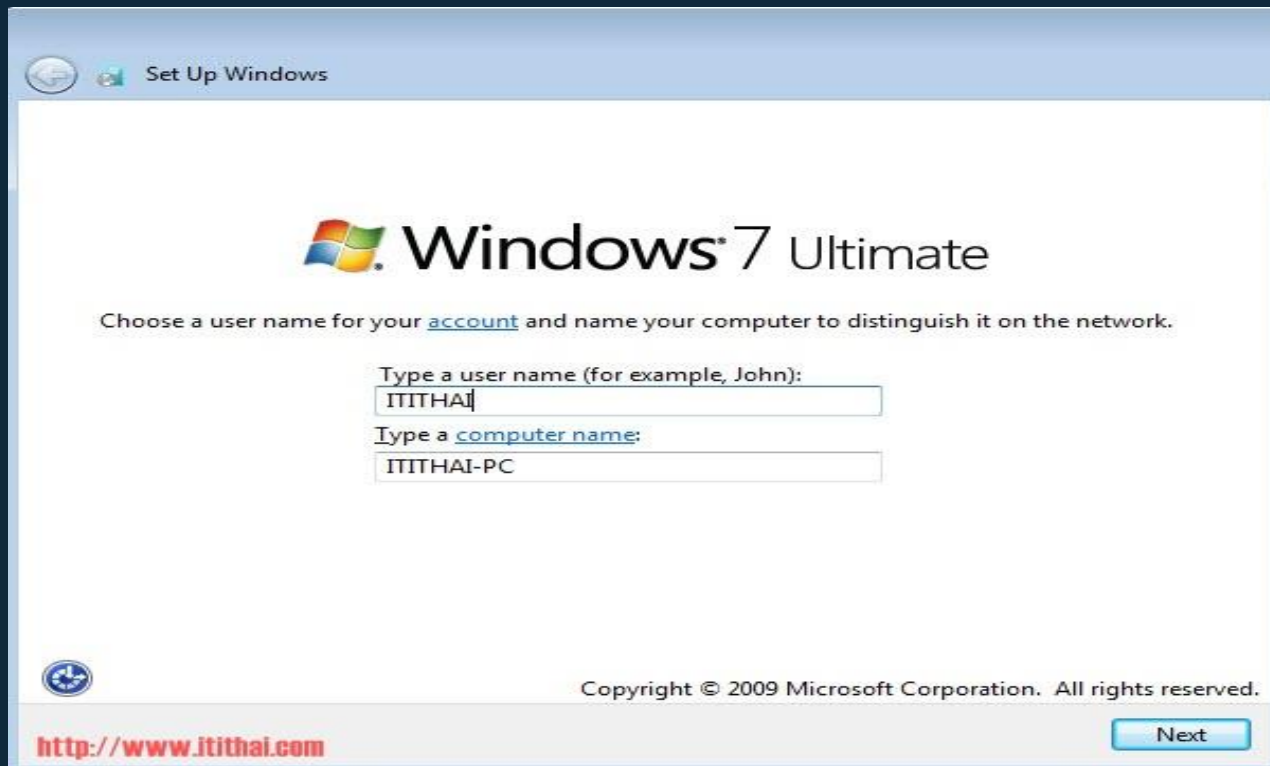 Set Up Windows
Windows® 7 Ultimate
Choose a user name for your account and name your computer to distinguish it on the network.
Type a user name (for example, John):
ITITHAI
Type a computer name:
ITITHAI-PC
Copyright © 2009 Microsoft Corporation. All rights reserved.
http://www.itithai.com
Next